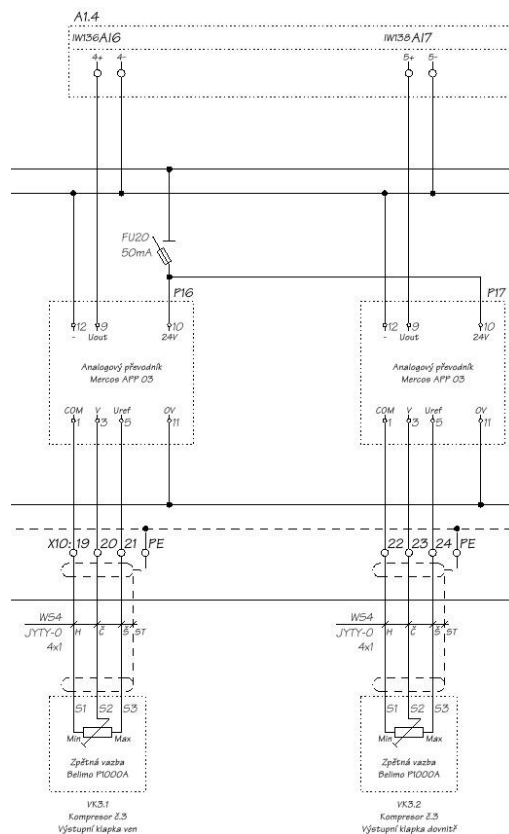 A1.4
IW136 AI6 IW138 AI7
4+ 4- 5+ 5-
FU20
50mA
P16 P17
12 9 10 12 9 10
- Uout 24V - Uout 24V
Analogový převodník Analogový převodník
Mercos APP 03 Mercos APP 03
COM V Uref 0V COM V Uref 0V
1 3 5 11 1 3 5 11
X10: 19 20 21 PE 22 23 24 PE
W54 H Č Š ST W54 H Č Š ST
JYTY-O JYTY-O
4x1 4x1
S1 S2 S3 S1 S2 S3
Min Max Min Max
Zpětná vazba Zpětná vazba
Belimo P1000A Belimo P1000A
VK3.1 VK3.2
Kompresor č.3 Kompresor č.3
Výstupní klapka ven Výstupní klapka dovnitř